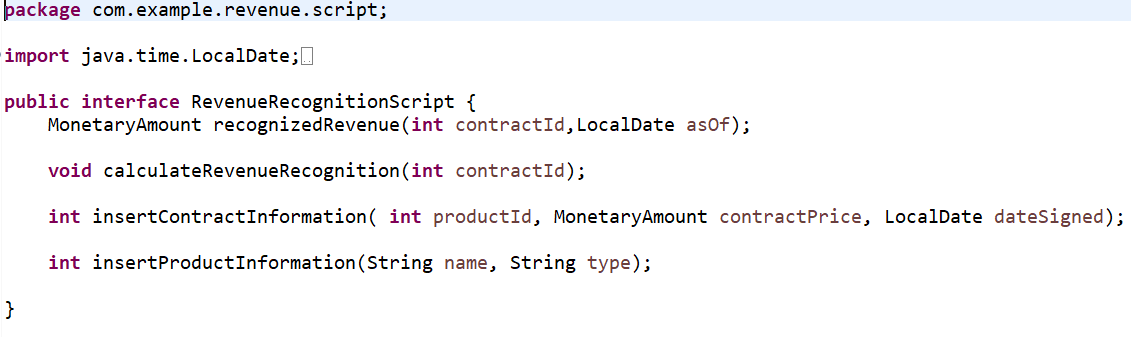 package com.example.revenue.script;
import java.time.LocalDate;
public interface RevenueRecognitionScript {
MonetaryAmount recognizedRevenue(int contractId,LocalDate asOf);
void calculateRevenueRecognition(int contractId);
int insertContractInformation( int productId, MonetaryAmount contractPrice, LocalDate dateSigned);
int insertProductInformation(String name, String type);
}